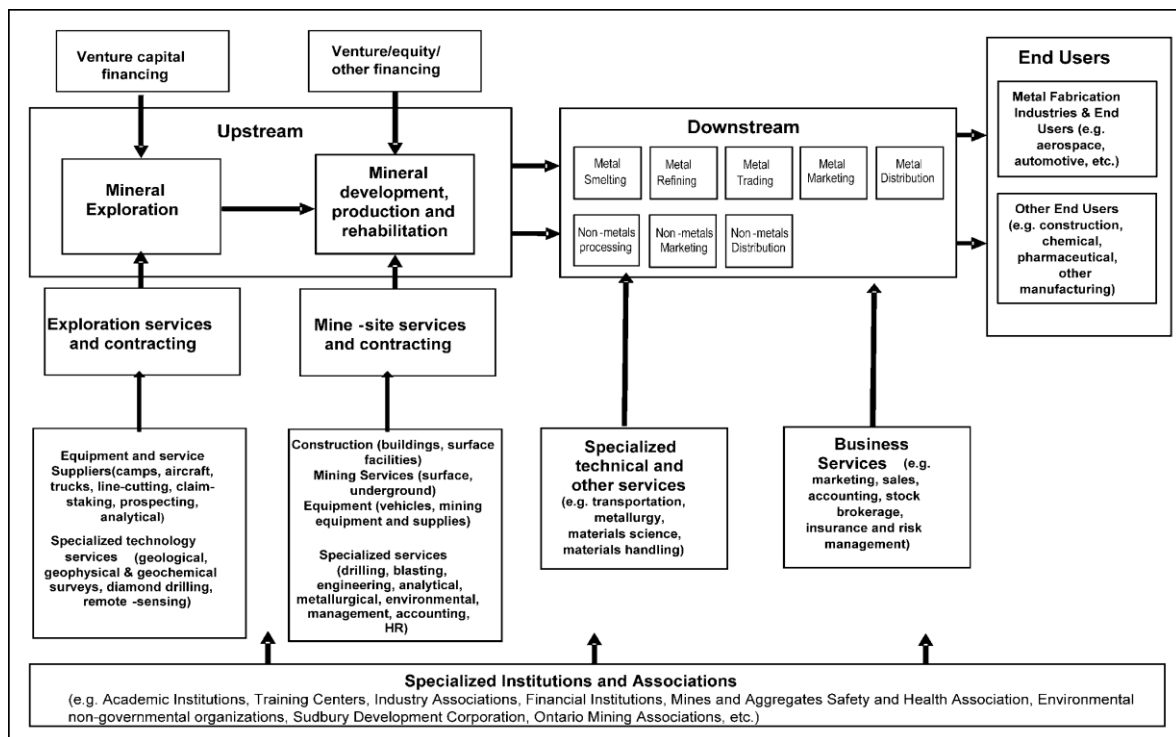 Venture capital
financing
Venture/equity/
other financing
End Users
Metal Fabrication
Industries & End
Users (e.g.
aerospace,
automotive, etc.)
Other End Users
(e.g. construction,
chemical,
pharmaceutical,
other
manufacturing)
Upstream
Mineral
Exploration
Mineral
development,
production and
rehabilitation
Downstream
Metal
Smelting
Metal
Refining
Metal
Trading
Metal
Marketing
Metal
Distribution
Non-metals
processing
Non-metals
Marketing
Non-metals
Distribution
Exploration services
and contracting
Mine -site services
and contracting
Equipment and service
Suppliers(camps, aircraft,
trucks, line-cutting, claim-
staking, prospecting,
analytical)
Specialized technology
services (geological,
geophysical & geochemical
surveys, diamond drilling,
remote -sensing)
Construction (buildings, surface
facilities)
Mining Services (surface,
underground)
Equipment (vehicles, mining
equipment and supplies)
Specialized services
(drilling, blasting,
engineering, analytical,
metallurgical, environmental,
management, accounting,
HR)
Specialized
technical and
other services
(e.g. transportation,
metallurgy,
materials science,
materials handling)
Business
Services (e.g.
marketing, sales,
accounting, stock
brokerage,
insurance and risk
management)
Specialized Institutions and Associations
(e.g. Academic Institutions, Training Centers, Industry Associations, Financial Institutions, Mines and Aggregates Safety and Health Association, Environmental
non-governmental organizations, Sudbury Development Corporation, Ontario Mining Associations, etc.)